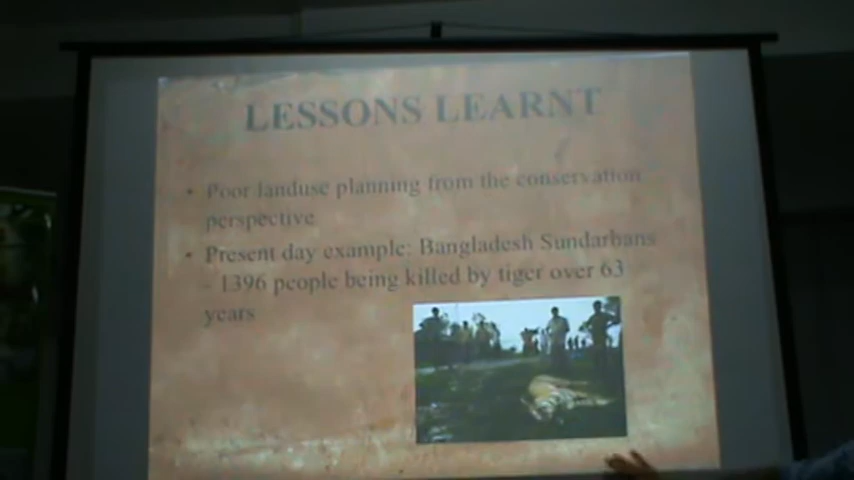 LESSONS LEARNT
• Poor landuse planning from the conservation
perspective
• Present day example: Bangladesh Sundarbans
- 1396 people being killed by tiger over 63
years